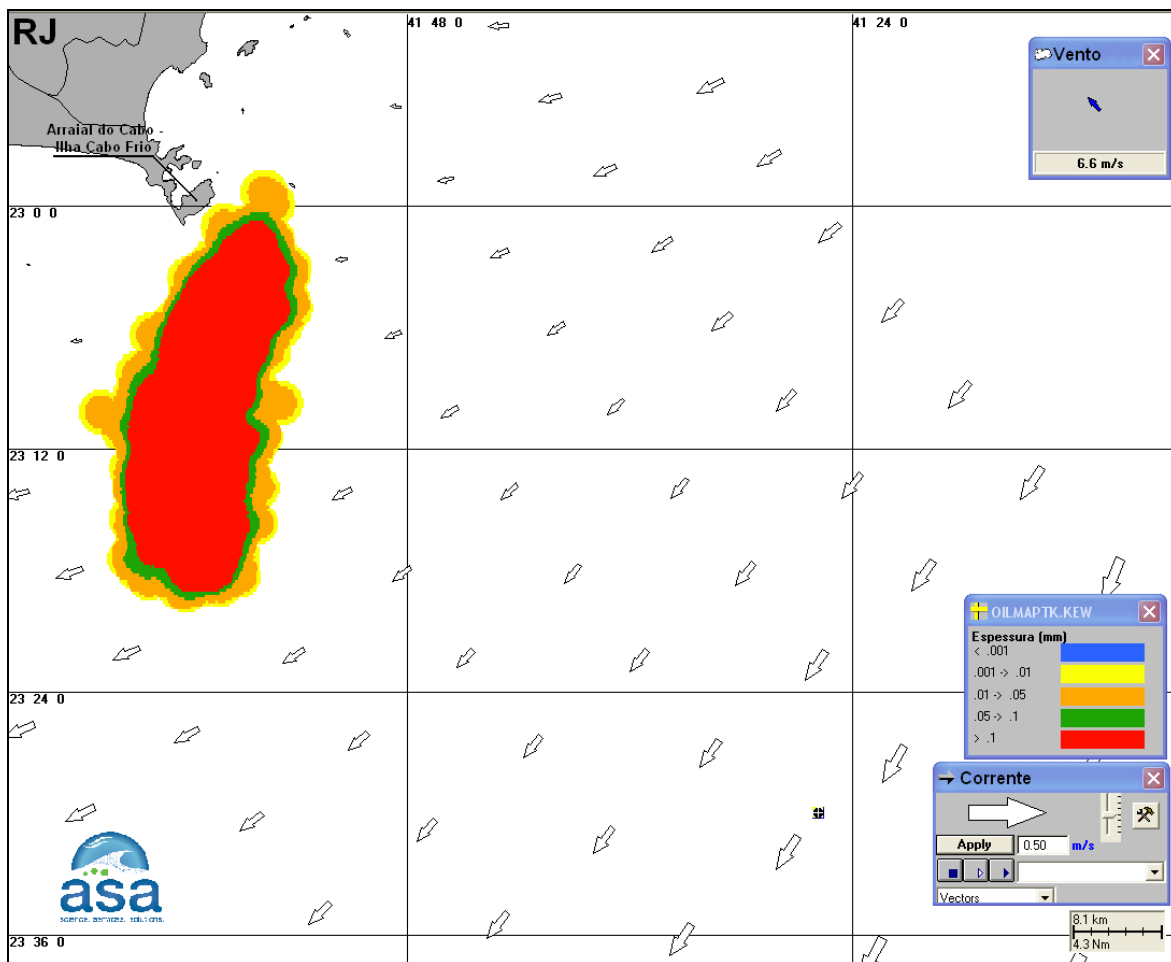 RJ
41 48 0
41 24 0
Vento
6.6 m/s
Arraial do Cabo -
Ilha Cabo Frio
23 0 0
23 12 0
23 24 0
23 36 0
OILMAPTK.KEW
Espessura (mm)
< .001
.001 -> .01
.01 -> .05
.05 -> .1
> .1
Corrente
Apply
0.50
m/s
Vectors
8.1 km
4.3 Nm
asa
science. services. solutions.